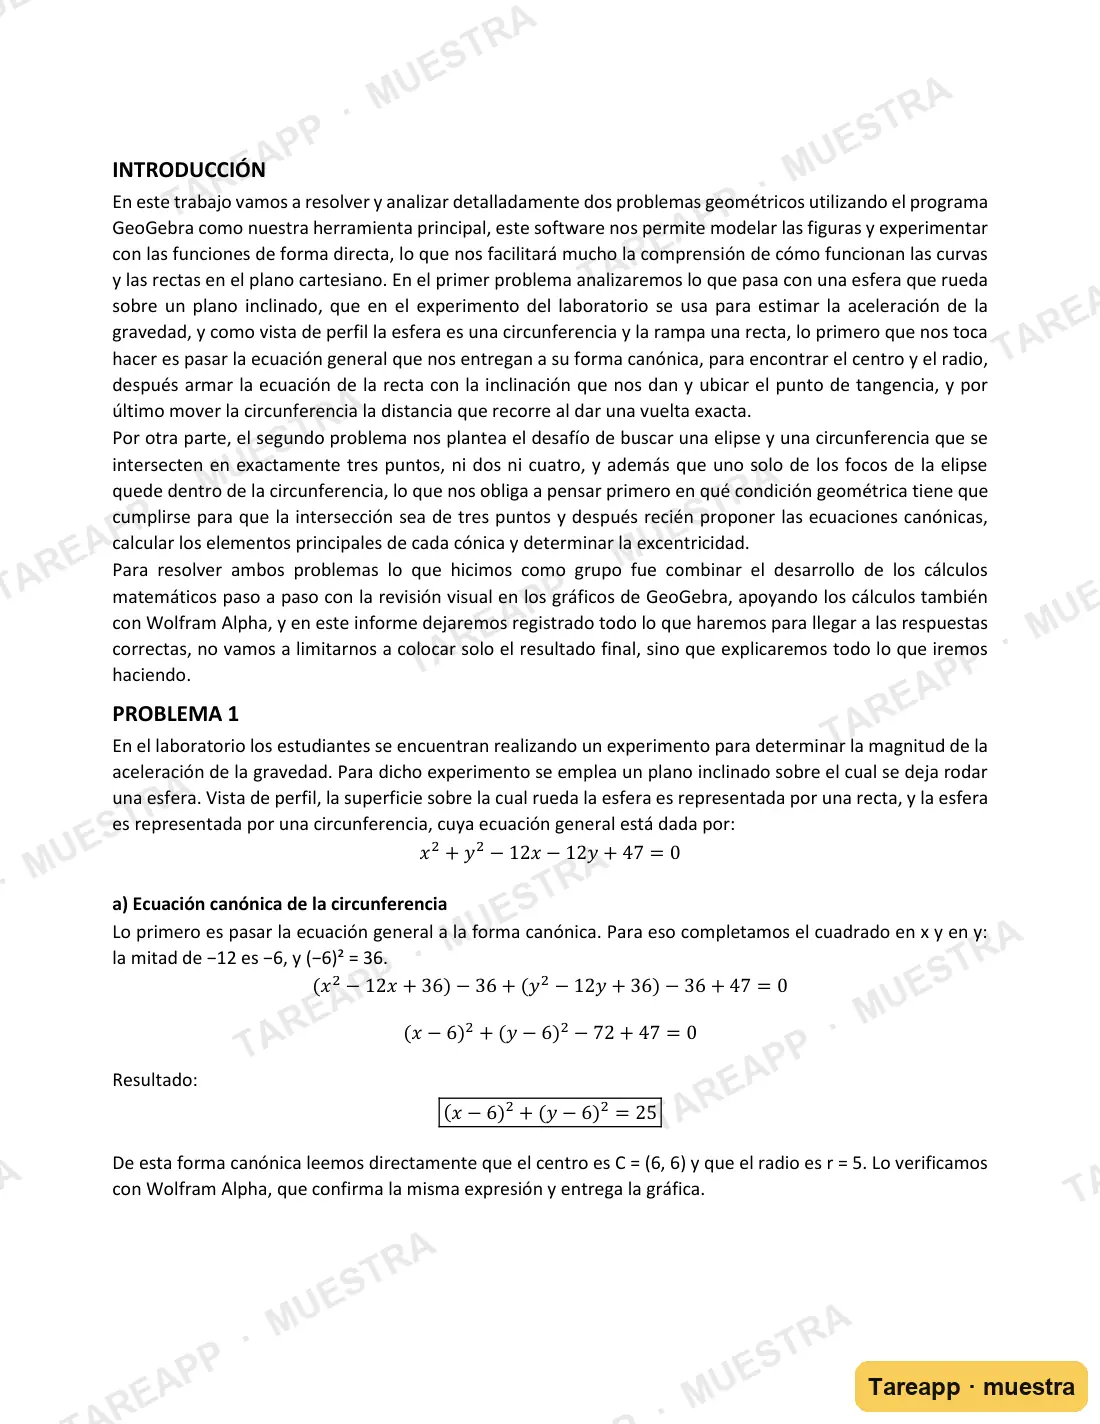 INTRODUCCIÓN
En este trabajo vamos a resolver y analizar detalladamente dos problemas geométricos utilizando el programa
GeoGebra como nuestra herramienta principal, este software nos permite modelar las figuras y experimentar
con las funciones de forma directa, lo que nos facilitará mucho la comprensión de cómo funcionan las curvas
y las rectas en el plano cartesiano. En el primer problema analizaremos lo que pasa con una esfera que rueda
sobre un plano inclinado, que en el experimento del laboratorio se usa para estimar la aceleración de la
gravedad, y como vista de perfil la esfera es una circunferencia y la rampa una recta, lo primero que nos toca
hacer es pasar la ecuación general que nos entregan a su forma canónica, para encontrar el centro y el radio,
después armar la ecuación de la recta con la inclinación que nos dan y ubicar el punto de tangencia, y por
último mover la circunferencia la distancia que recorre al dar una vuelta exacta.
Por otra parte, el segundo problema nos plantea el desafío de buscar una elipse y una circunferencia que se
intersecten en exactamente tres puntos, ni dos ni cuatro, y además que uno solo de los focos de la elipse
quede dentro de la circunferencia, lo que nos obliga a pensar primero en qué condición geométrica tiene que
cumplirse para que la intersección sea de tres puntos y después recién proponer las ecuaciones canónicas,
calcular los elementos principales de cada cónica y determinar la excentricidad.
Para resolver ambos problemas lo que hicimos como grupo fue combinar el desarrollo de los cálculos
matemáticos paso a paso con la revisión visual en los gráficos de GeoGebra, apoyando los cálculos también
con Wolfram Alpha, y en este informe dejaremos registrado todo lo que haremos para llegar a las respuestas
correctas, no vamos a limitarnos a colocar solo el resultado final, sino que explicaremos todo lo que iremos
haciendo.
PROBLEMA 1
En el laboratorio los estudiantes se encuentran realizando un experimento para determinar la magnitud de la
aceleración de la gravedad. Para dicho experimento se emplea un plano inclinado sobre el cual se deja rodar
una esfera. Vista de perfil, la superficie sobre la cual rueda la esfera es representada por una recta, y la esfera
es representada por una circunferencia, cuya ecuación general está dada por:
x² + y² − 12x − 12y + 47 = 0
a) Ecuación canónica de la circunferencia
Lo primero es pasar la ecuación general a la forma canónica. Para eso completamos el cuadrado en x y en y:
la mitad de −12 es −6, y (−6)² = 36.
(x² − 12x + 36) − 36 + (y² − 12y + 36) − 36 + 47 = 0
(x − 6)² + (y − 6)² − 72 + 47 = 0
Resultado:
(x − 6)² + (y − 6)² = 25
De esta forma canónica leemos directamente que el centro es C = (6, 6) y que el radio es r = 5. Lo verificamos
con Wolfram Alpha, que confirma la misma expresión y entrega la gráfica.
TAREAPP · MUESTRA
TAREAPP · MUESTRA
TAREAPP · MUESTRA
TAREAPP · MUESTRA
TAREAPP · MUESTRA
TAREAPP · MUESTRA
TAREAPP · MUESTRA
Tareapp · muestra